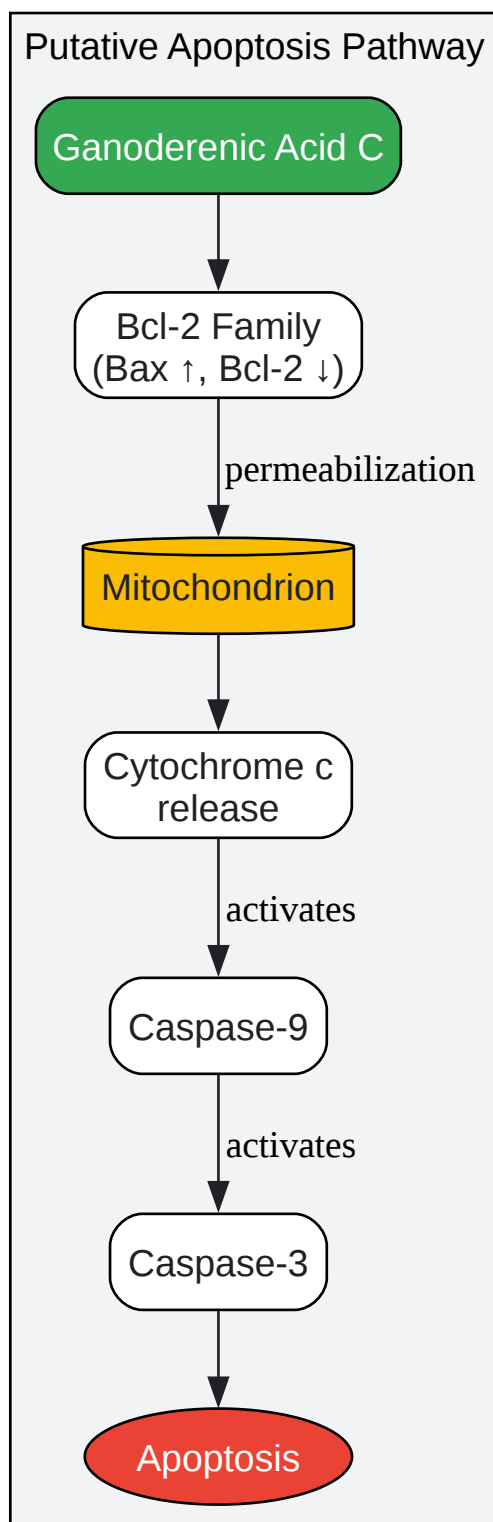 Putative Apoptosis Pathway
Ganoderenic Acid C
Bcl-2 Family
(Bax ↑, Bcl-2 ↓)
permeabilization
Mitochondrion
Cytochrome c
release
activates
Caspase-9
activates
Caspase-3
Apoptosis